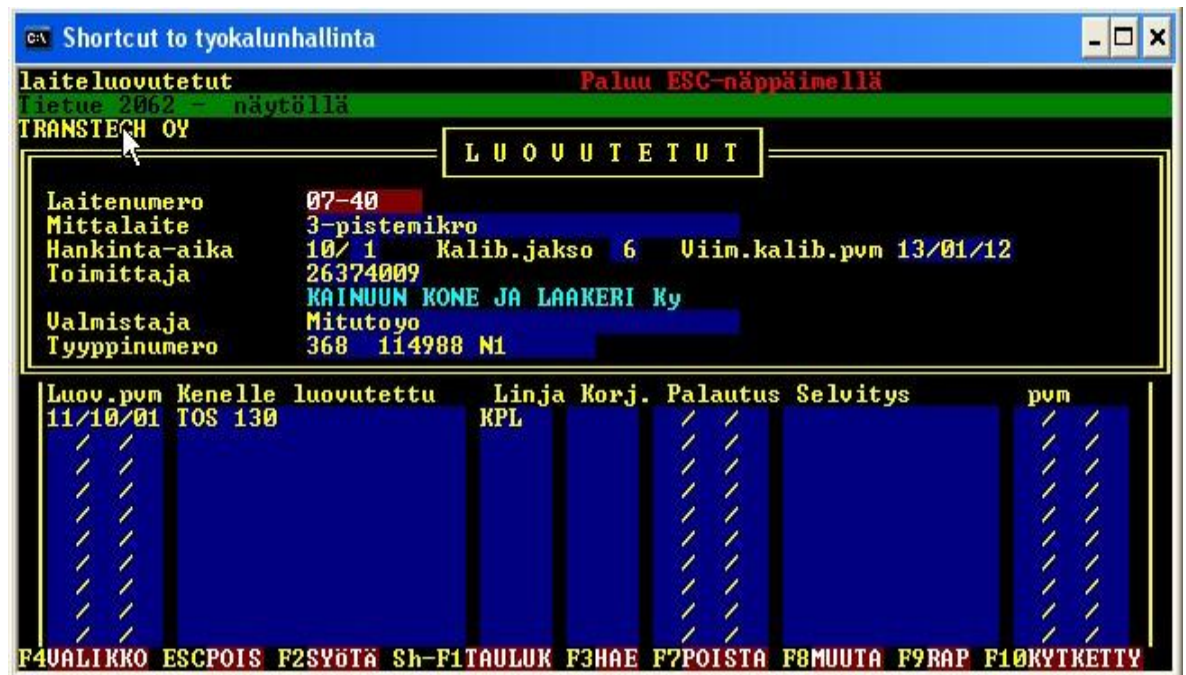 Shortcut to tyokalunhallinta
laiteluovutetut Paluu ESC-näppäimellä
Tietue 2062 - näytöllä
TRANSTECH OY
L U O V U T E T U T
Laitenumero 07-40
Mittalaite 3-pistemikro
Hankinta-aika 10/ 1 Kalib.jakso 6 Viim.kalib.pvm 13/01/12
Toimittaja 26374009
KAINUUN KONE JA LAAKERI Ky
Valmistaja Mitutoyo
Tyyppinumero 368 114988 N1
Luov.pvm Kenelle luovutettu Linja Korj. Palautus Selvitys pvm
11/10/01 TOS 130 KPL / / / /
/ / / / / /
/ / / / / /
/ / / / / /
/ / / / / /
/ / / / / /
/ / / / / /
/ / / / / /
/ / / / / /
F4VALIKKO ESCPOIS F2SYÖTÄ Sh-F1TAULUK F3HAE F7POISTA F8MUUTA F9RAP F10KYTKETTY